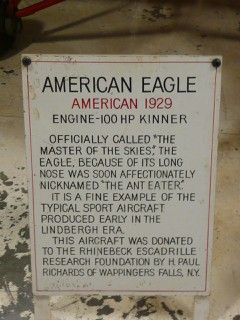 AMERICAN EAGLE
AMERICAN 1929
ENGINE-100 HP KINNER
OFFICIALLY CALLED "THE
MASTER OF THE SKIES," THE
EAGLE, BECAUSE OF ITS LONG
NOSE WAS SOON AFFECTIONATELY
NICKNAMED "THE ANT EATER."
IT IS A FINE EXAMPLE OF THE
TYPICAL SPORT AIRCRAFT
PRODUCED EARLY IN THE
LINDBERGH ERA.
THIS AIRCRAFT WAS DONATED
TO THE RHINEBECK ESCADRILLE
RESEARCH FOUNDATION BY H. PAUL
RICHARDS OF WAPPINGERS FALLS, N.Y.